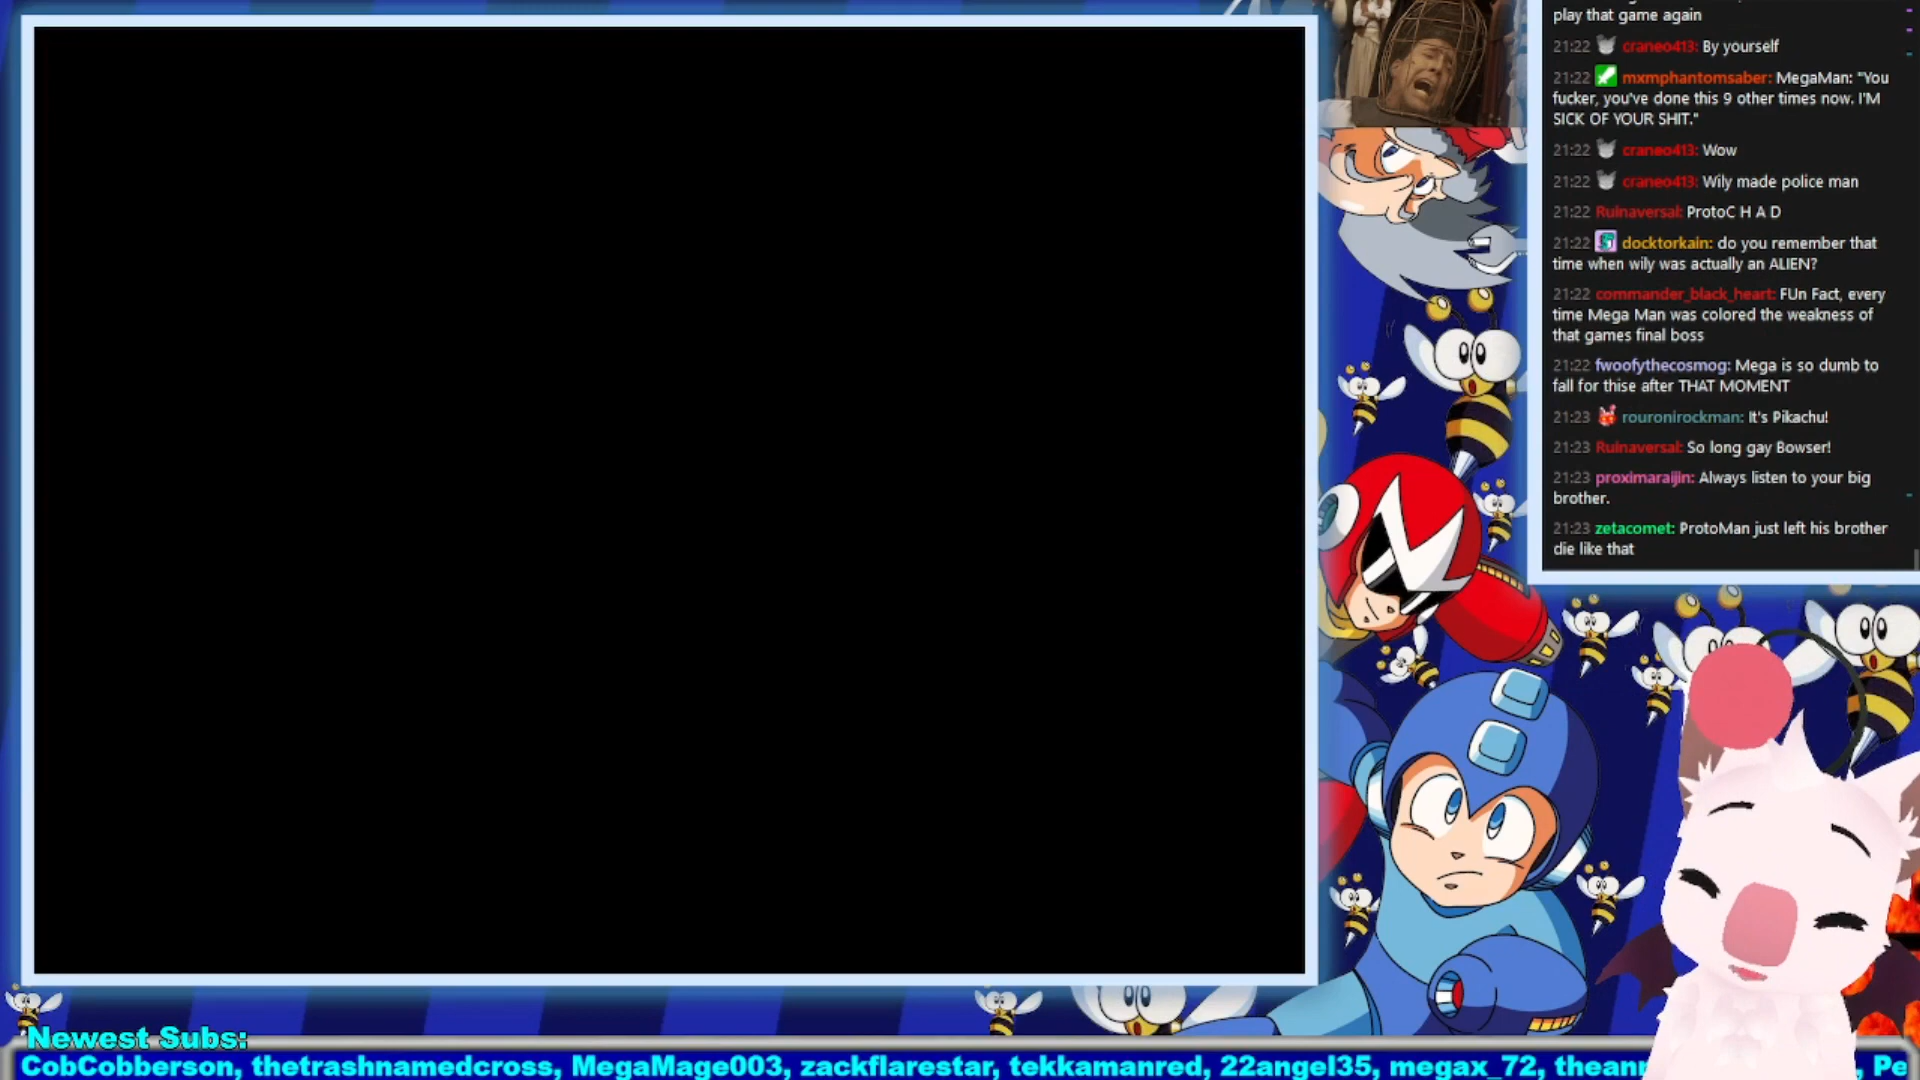 play that game again
21:22 craneo413: By yourself
21:22 mxmphantomsaber: MegaMan: "You
fucker, you've done this 9 other times now. I'M
SICK OF YOUR SHIT."
21:22 craneo413: Wow
21:22 craneo413: Wily made police man
21:22 Ruinaversal: ProtoC H A D
21:22 docktorkain: do you remember that
time when wily was actually an ALIEN?
21:22 commander_black_heart: FUn Fact, every
time Mega Man was colored the weakness of
that games final boss
21:22 fwoofythecosmog: Mega is so dumb to
fall for thise after THAT MOMENT
21:23 rouronirockman: It's Pikachu!
21:23 Ruinaversal: So long gay Bowser!
21:23 proximaraijin: Always listen to your big
brother.
21:23 zetacomet: ProtoMan just left his brother
die like that
Newest Subs:
CobCobberson, thetrashnamedcross, MegaMage003, zackflarestar, tekkamanred, 22angel35, megax_72, , Pe